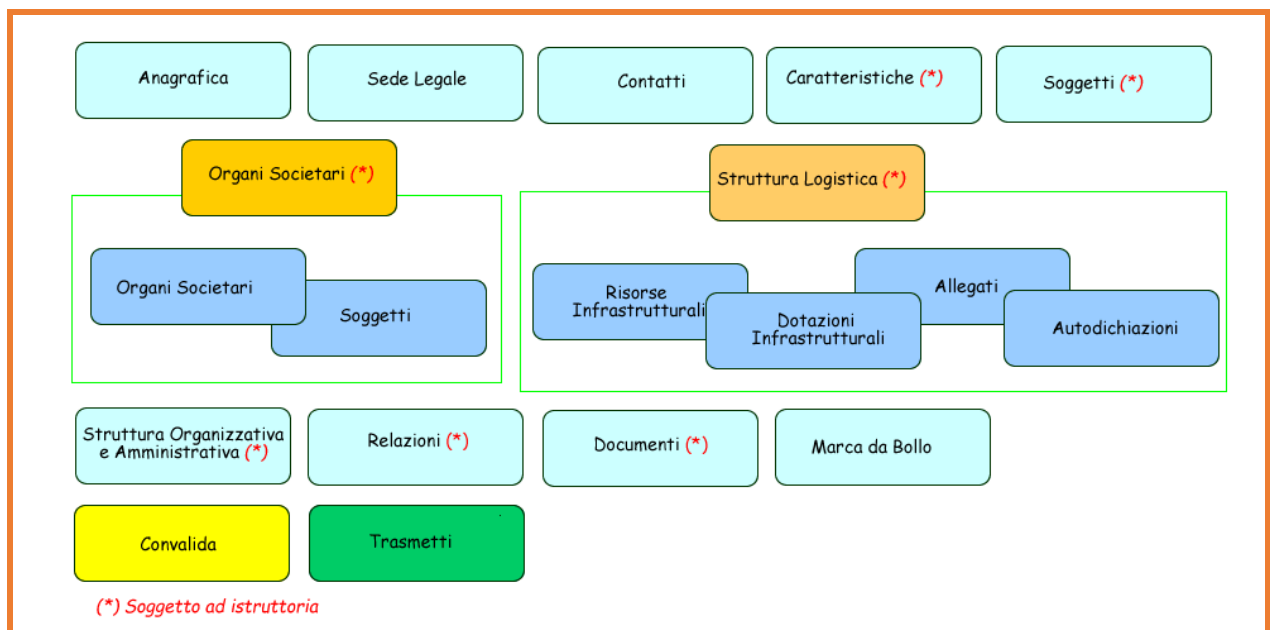 Anagrafica
Sede Legale
Contatti
Caratteristiche (*)
Soggetti (*)
Organi Societari (*)
Struttura Logistica (*)
Organi Societari
Soggetti
Risorse
Infrastrutturali
Dotazioni
Infrastrutturali
Allegati
Autodichiazioni
Struttura Organizzativa
e Amministrativa (*)
Relazioni (*)
Documenti (*)
Marca da Bollo
Convalida
Trasmetti
(*) Soggetto ad istruttoria